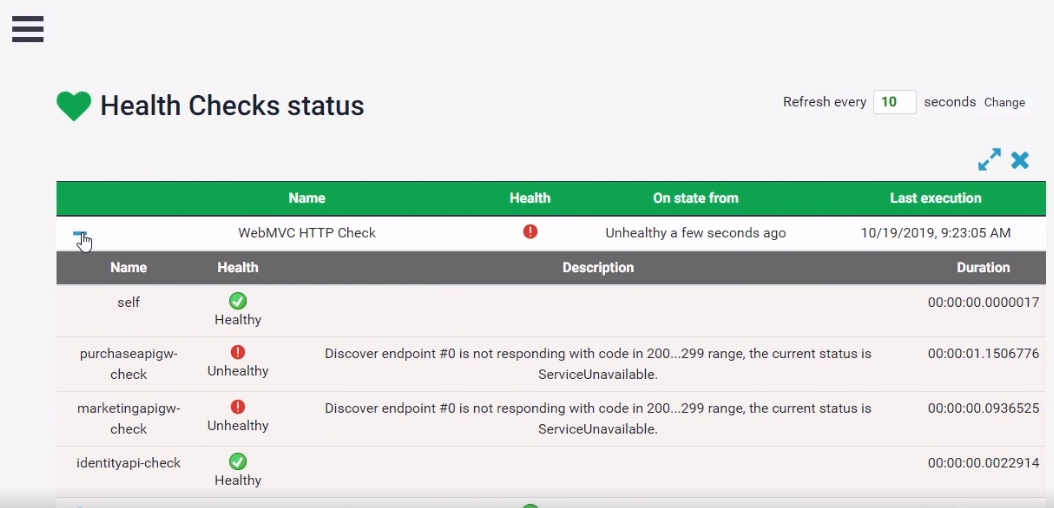 Health Checks status
Refresh every 10 seconds Change
Name Health On state from Last execution
WebMVC HTTP Check Unhealthy a few seconds ago 10/19/2019, 9:23:05 AM
Name Health Description Duration
self 00:00:00.0000017
Healthy
purchaseapigw- Discover endpoint #0 is not responding with code in 200...299 range, the current status is 00:00:01.1506776
check Unhealthy ServiceUnavailable.
marketingapigw- Discover endpoint #0 is not responding with code in 200...299 range, the current status is 00:00:00.0936525
check Unhealthy ServiceUnavailable.
identityapi-check 00:00:00.0022914
Healthy